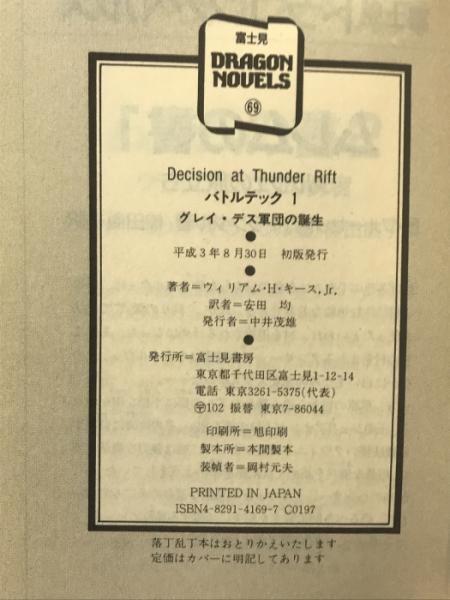 富士見
DRAGON
NOVELS
69
Decision at Thunder Rift
バトルテック 1
グレイ・デス軍団の誕生
●
平成3年8月30日 初版発行
●
著者=ウィリアム・H・キース, Jr.
訳者=安田 均
発行者=中井茂雄
●
発行所=富士見書房
東京都千代田区富士見1-12-14
電話 東京3261-5375(代表)
〒102 振替 東京7-86044
印刷所=旭印刷
製本所=本間製本
装幀者=岡村元夫
PRINTED IN JAPAN
ISBN4-8291-4169-7 C0197
落丁乱丁本はおとりかえいたします
定価はカバーに明記してあります